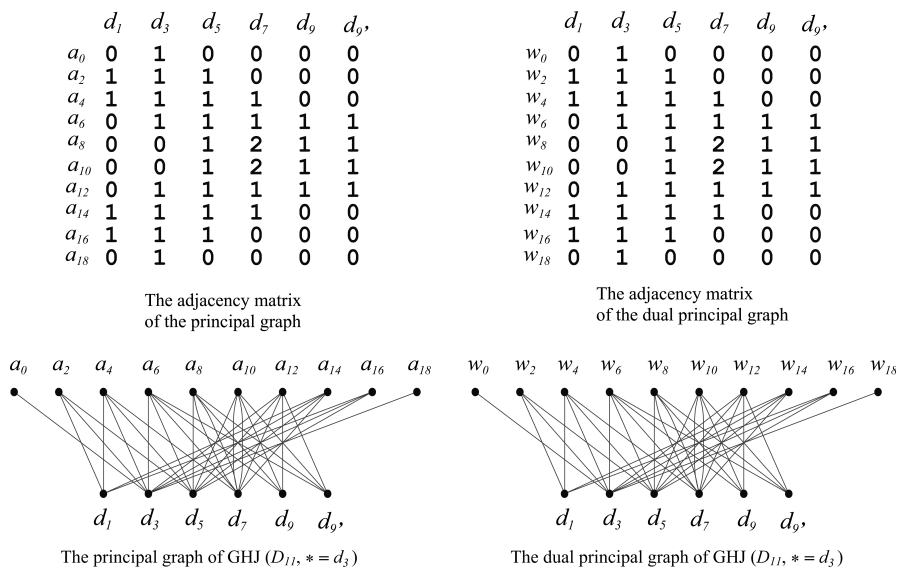 d1 d3 d5 d7 d9 d9’
a0 0 1 0 0 0 0
a2 1 1 1 0 0 0
a4 1 1 1 1 0 0
a6 0 1 1 1 1 1
a8 0 0 1 2 1 1
a10 0 0 1 2 1 1
a12 0 1 1 1 1 1
a14 1 1 1 1 0 0
a16 1 1 1 0 0 0
a18 0 1 0 0 0 0
The adjacency matrix
of the principal graph
d1 d3 d5 d7 d9 d9’
w0 0 1 0 0 0 0
w2 1 1 1 0 0 0
w4 1 1 1 1 0 0
w6 0 1 1 1 1 1
w8 0 0 1 2 1 1
w10 0 0 1 2 1 1
w12 0 1 1 1 1 1
w14 1 1 1 1 0 0
w16 1 1 1 0 0 0
w18 0 1 0 0 0 0
The adjacency matrix
of the dual principal graph
a0 a2 a4 a6 a8 a10 a12 a14 a16 a18
d1 d3 d5 d7 d9 d9’
The principal graph of GHJ (D11, * = d3)
w0 w2 w4 w6 w8 w10 w12 w14 w16 w18
d1 d3 d5 d7 d9 d9’
The dual principal graph of GHJ (D11, * = d3)